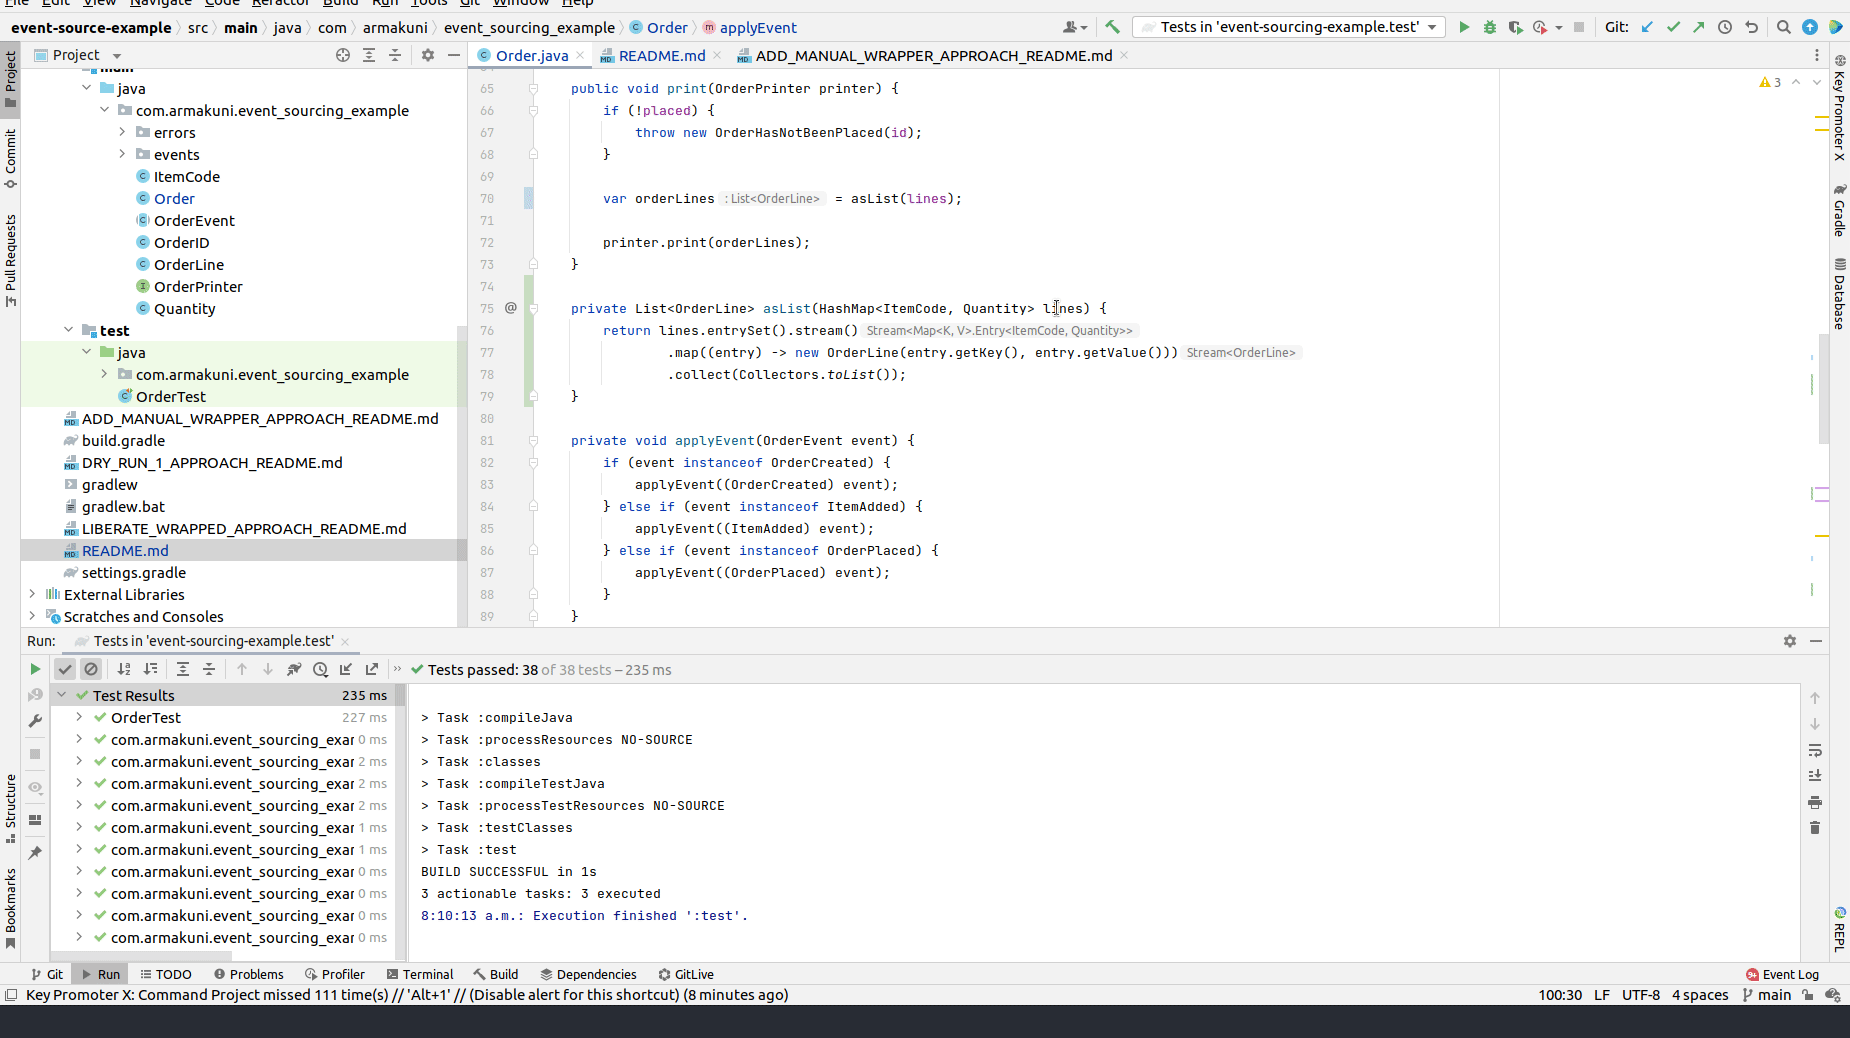 File Edit View Navigate Code Refactor Build Run Tools Git Window Help
event-source-example src main java com armakuni event_sourcing_example Order applyEvent Tests in 'event-sourcing-example.test' Git:
Project Order.java README.md ADD_MANUAL_WRAPPER_APPROACH_README.md
main
java
com.armakuni.event_sourcing_example
errors
events
ItemCode
Order
OrderEvent
OrderID
OrderLine
OrderPrinter
Quantity
test
java
com.armakuni.event_sourcing_example
OrderTest
ADD_MANUAL_WRAPPER_APPROACH_README.md
build.gradle
DRY_RUN_1_APPROACH_README.md
gradlew
gradlew.bat
LIBERATE_WRAPPED_APPROACH_README.md
README.md
settings.gradle
External Libraries
Scratches and Consoles
3
65 public void print(OrderPrinter printer) {
66 if (!placed) {
67 throw new OrderHasNotBeenPlaced(id);
68 }
69
70 var orderLines : List<OrderLine> = asList(lines);
71
72 printer.print(orderLines);
73 }
74
75 @ private List<OrderLine> asList(HashMap<ItemCode, Quantity> lines) {
76 return lines.entrySet().stream() Stream<Map<K, V>.Entry<ItemCode, Quantity>>
77 .map((entry) -> new OrderLine(entry.getKey(), entry.getValue())) Stream<OrderLine>
78 .collect(Collectors.toList());
79 }
80
81 private void applyEvent(OrderEvent event) {
82 if (event instanceof OrderCreated) {
83 applyEvent((OrderCreated) event);
84 } else if (event instanceof ItemAdded) {
85 applyEvent((ItemAdded) event);
86 } else if (event instanceof OrderPlaced) {
87 applyEvent((OrderPlaced) event);
88 }
89 }
Project
Commit
Pull Requests
Structure
Bookmarks
Key Promoter X
Gradle
Database
REPL
Run: Tests in 'event-sourcing-example.test'
Tests passed: 38 of 38 tests – 235 ms
Test Results 235 ms
OrderTest 227 ms
com.armakuni.event_sourcing_exar 0 ms
com.armakuni.event_sourcing_exar 2 ms
com.armakuni.event_sourcing_exar 2 ms
com.armakuni.event_sourcing_exar 2 ms
com.armakuni.event_sourcing_exar 1 ms
com.armakuni.event_sourcing_exar 1 ms
com.armakuni.event_sourcing_exar 0 ms
com.armakuni.event_sourcing_exar 0 ms
com.armakuni.event_sourcing_exar 0 ms
com.armakuni.event_sourcing_exar 0 ms
> Task :compileJava
> Task :processResources NO-SOURCE
> Task :classes
> Task :compileTestJava
> Task :processTestResources NO-SOURCE
> Task :testClasses
> Task :test
BUILD SUCCESSFUL in 1s
3 actionable tasks: 3 executed
8:10:13 a.m.: Execution finished ':test'.
Git Run TODO Problems Profiler Terminal Build Dependencies GitLive Event Log
Key Promoter X: Command Project missed 111 time(s) // 'Alt+1' // (Disable alert for this shortcut) (8 minutes ago) 100:30 LF UTF-8 4 spaces main